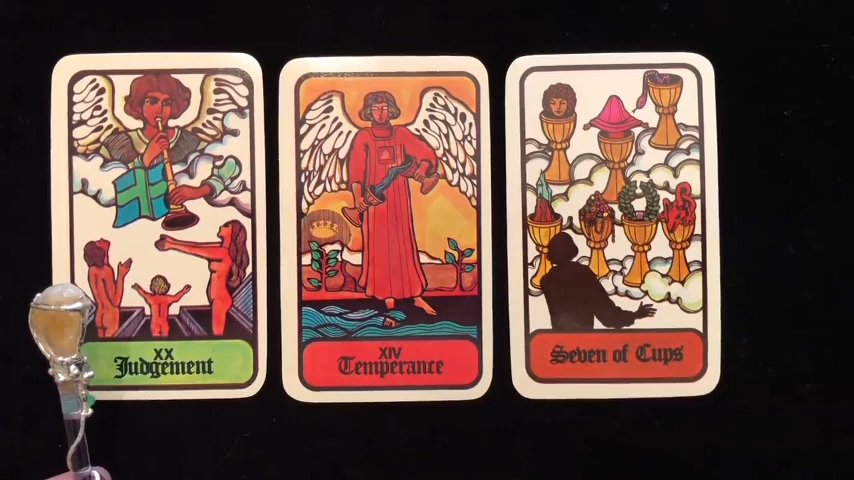 XX
Judgement
XIV
Temperance
Seven of Cups